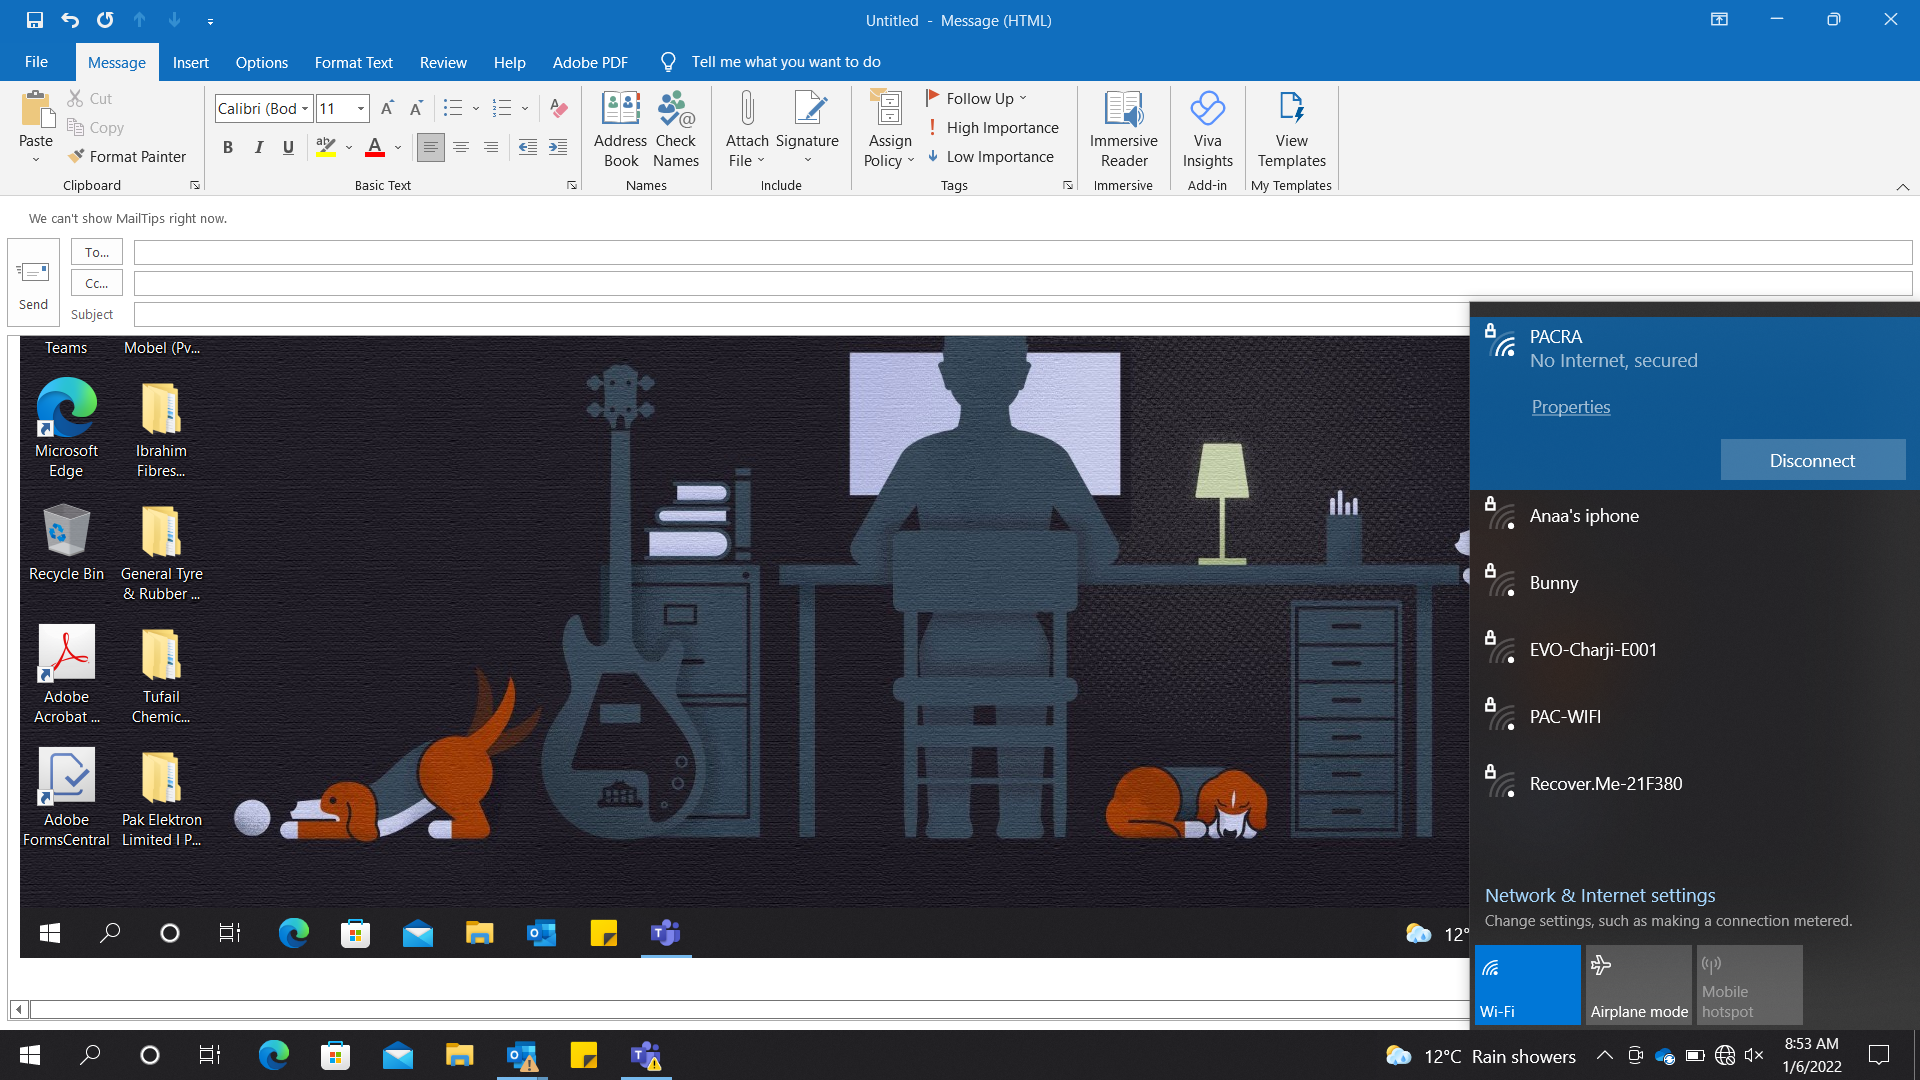 Untitled - Message (HTML)
File Message Insert Options Format Text Review Help Adobe PDF Tell me what you want to do
Paste
Cut
Copy
Format Painter
Clipboard
Calibri (Bod 11
B I U A
Basic Text
Address Book
Check Names
Names
Attach File
Signature
Include
Assign Policy
Follow Up
High Importance
Low Importance
Tags
Immersive Reader
Immersive
Viva Insights
Add-in
View Templates
My Templates
We can't show MailTips right now.
Send
To...
Cc...
Subject
Teams
Mobel (Pv...
Microsoft Edge
Ibrahim Fibres...
Recycle Bin
General Tyre & Rubber ...
Adobe Acrobat ...
Tufail Chemic...
Adobe FormsCentral
Pak Elektron Limited I P...
12°
PACRA
No Internet, secured
Properties
Disconnect
Anaa's iphone
Bunny
EVO-Charji-E001
PAC-WIFI
Recover.Me-21F380
Network & Internet settings
Change settings, such as making a connection metered.
Wi-Fi
Airplane mode
Mobile hotspot
12°C Rain showers
8:53 AM
1/6/2022